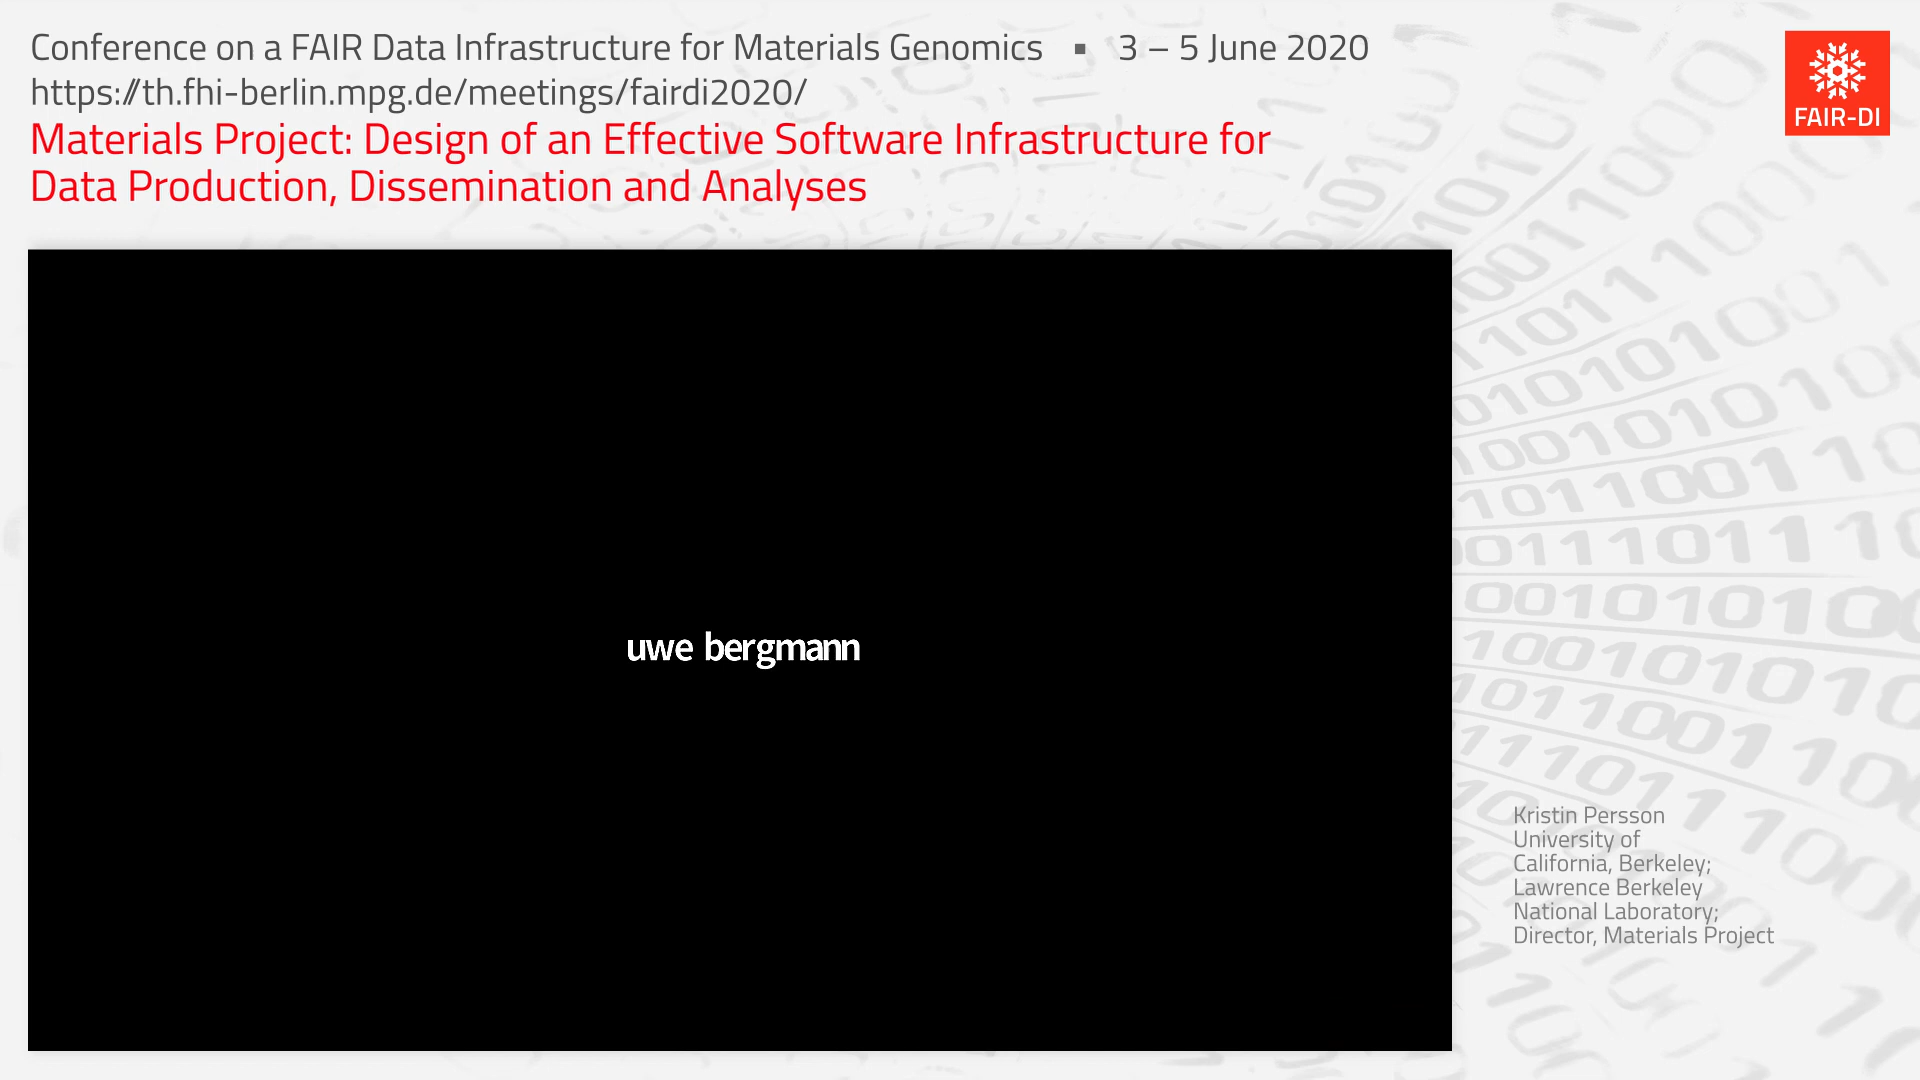 Conference on a FAIR Data Infrastructure for Materials Genomics ▪ 3 – 5 June 2020
https://th.fhi-berlin.mpg.de/meetings/fairdi2020/
Materials Project: Design of an Effective Software Infrastructure for
Data Production, Dissemination and Analyses
FAIR-DI
uwe bergmann
Kristin Persson
University of
California, Berkeley;
Lawrence Berkeley
National Laboratory;
Director, Materials Project